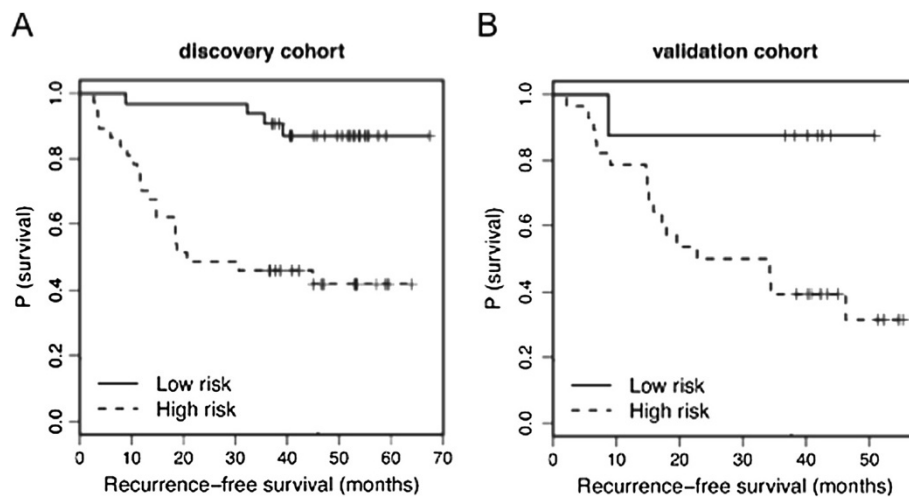 A
discovery cohort
P (survival)
1.0
0.8
0.6
0.4
0.2
0.0
Low risk
High risk
0 10 20 30 40 50 60 70
Recurrence-free survival (months)
B
validation cohort
P (survival)
1.0
0.8
0.6
0.4
0.2
0.0
Low risk
High risk
0 10 20 30 40 50
Recurrence-free survival (months)